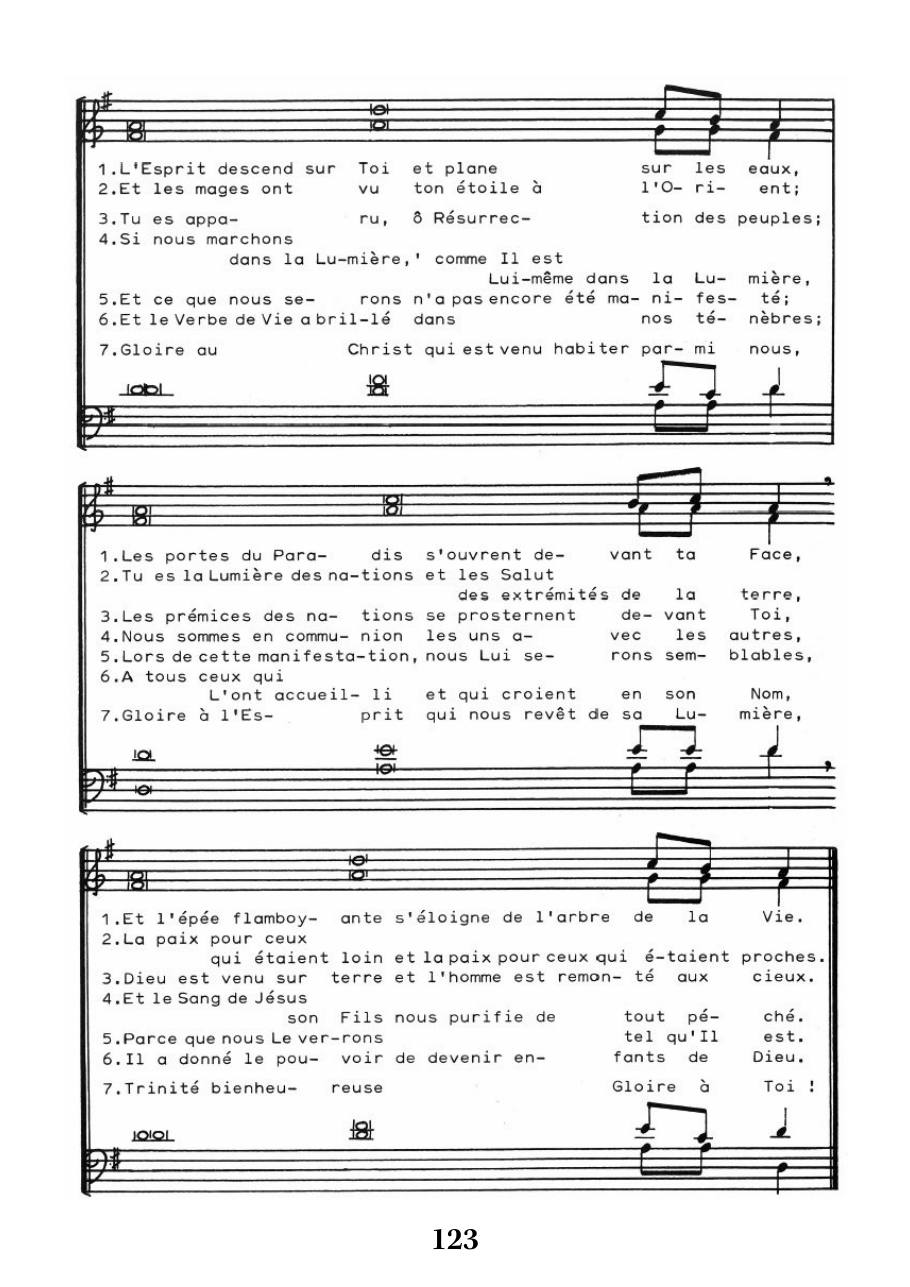 1.L'Esprit descend sur Toi et plane sur les eaux,
2.Et les mages ont vu ton étoile à l'O- ri- ent;
3.Tu es appa- ru, ô Résurrec- tion des peuples;
4.Si nous marchons
dans la Lu-mière,' comme Il est
Lui-même dans la Lu- mière,
5.Et ce que nous se- rons n'a pas encore été ma- ni- fes- té;
6.Et le Verbe de Vie a bril-lé dans nos té- nèbres;
7.Gloire au Christ qui est venu habiter par- mi nous,
1.Les portes du Para- dis s'ouvrent de- vant ta Face,
2.Tu es la Lumière des na-tions et les Salut
des extrémités de la terre,
3.Les prémices des na- tions se prosternent de- vant Toi,
4.Nous sommes en commu- nion les uns a- vec les autres,
5.Lors de cette manifesta-tion, nous Lui se- rons sem- blables,
6.A tous ceux qui
L'ont accueil- li et qui croient en son Nom,
7.Gloire à l'Es- prit qui nous revêt de sa Lu- mière,
1.Et l'épée flamboy- ante s'éloigne de l'arbre de la Vie.
2.La paix pour ceux
qui étaient loin et la paix pour ceux qui é-taient proches.
3.Dieu est venu sur terre et l'homme est remon- té aux cieux.
4.Et le Sang de Jésus
son Fils nous purifie de tout pé- ché.
5.Parce que nous Le ver-rons tel qu'Il est.
6.Il a donné le pou- voir de devenir en- fants de Dieu.
7.Trinité bienheu- reuse Gloire à Toi !
123